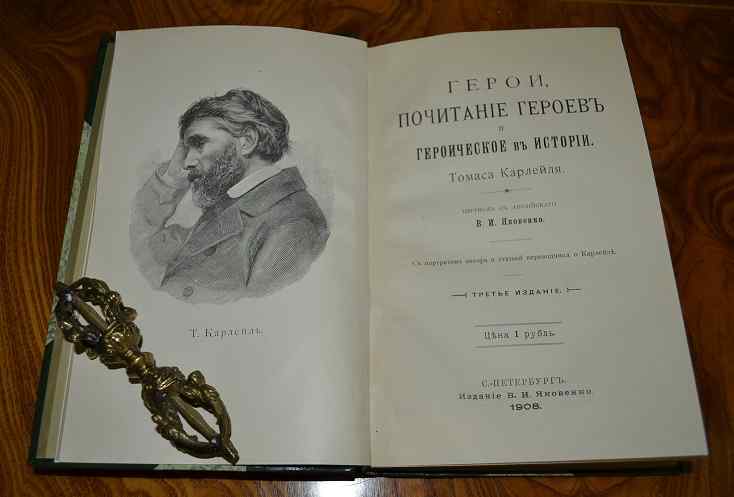 Т. Карлейль.
ГЕРОИ,
ПОЧИТАНІЕ ГЕРОЕВЪ
И
ГЕРОИЧЕСКОЕ ВЪ ИСТОРІИ.
Томаса Карлейля.
ПЕРЕВОДЪ СЪ АНГЛІЙСКАГО
В. И. Яковенко.
Съ портретомъ автора и статьей переводчика о Карлейлѣ.
ТРЕТЬЕ ИЗДАНІЕ.
Цѣна 1 рубль.
С.-ПЕТЕРБУРГЪ.
Изданіе В. И. Яковенко.
1908.